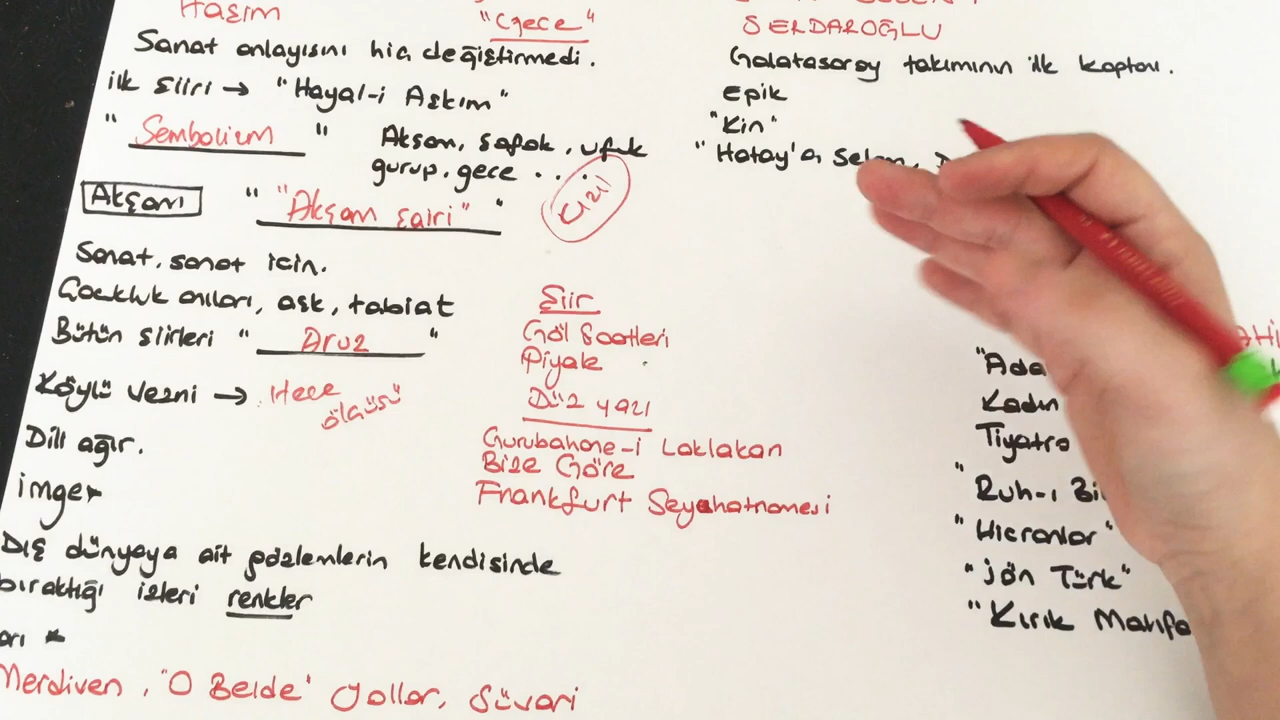 Haşim
"Gece"
Sanat anlayışını hiç değiştirmedi.
ilk şiiri → "Hayal-i Aşkım"
" Sembolizm " Akşam, şafak, ufuk
gurup, gece ...
Kızıl
Akşam " "Akşam şairi" "
Sanat, sanat için.
Çocukluk anıları, aşk, tabiat
Bütün şiirleri " Aruz "
Köylü vezni → Hece
ölçüsü
Dili ağır.
imge
Dış dünyaya ait gözlemlerin kendisinde
bıraktığı izleri renkler
Merdiven, "O Belde" Yollar, Süvari
Şiir
Göl Saatleri
Piyale
Düz yazı
Gurubahane-i Laklakan
Bize Göre
Frankfurt Seyahatnamesi
SERDAROĞLU
Galatasaray takımının ilk kaptanı.
Epik
"Kin"
"Hatay'a Selam,
"Ada
Kadın
Tiyatro
"Ruh-ı Bi
"Hicranlar"
"Jön Türk"
"Kırık Mahfa